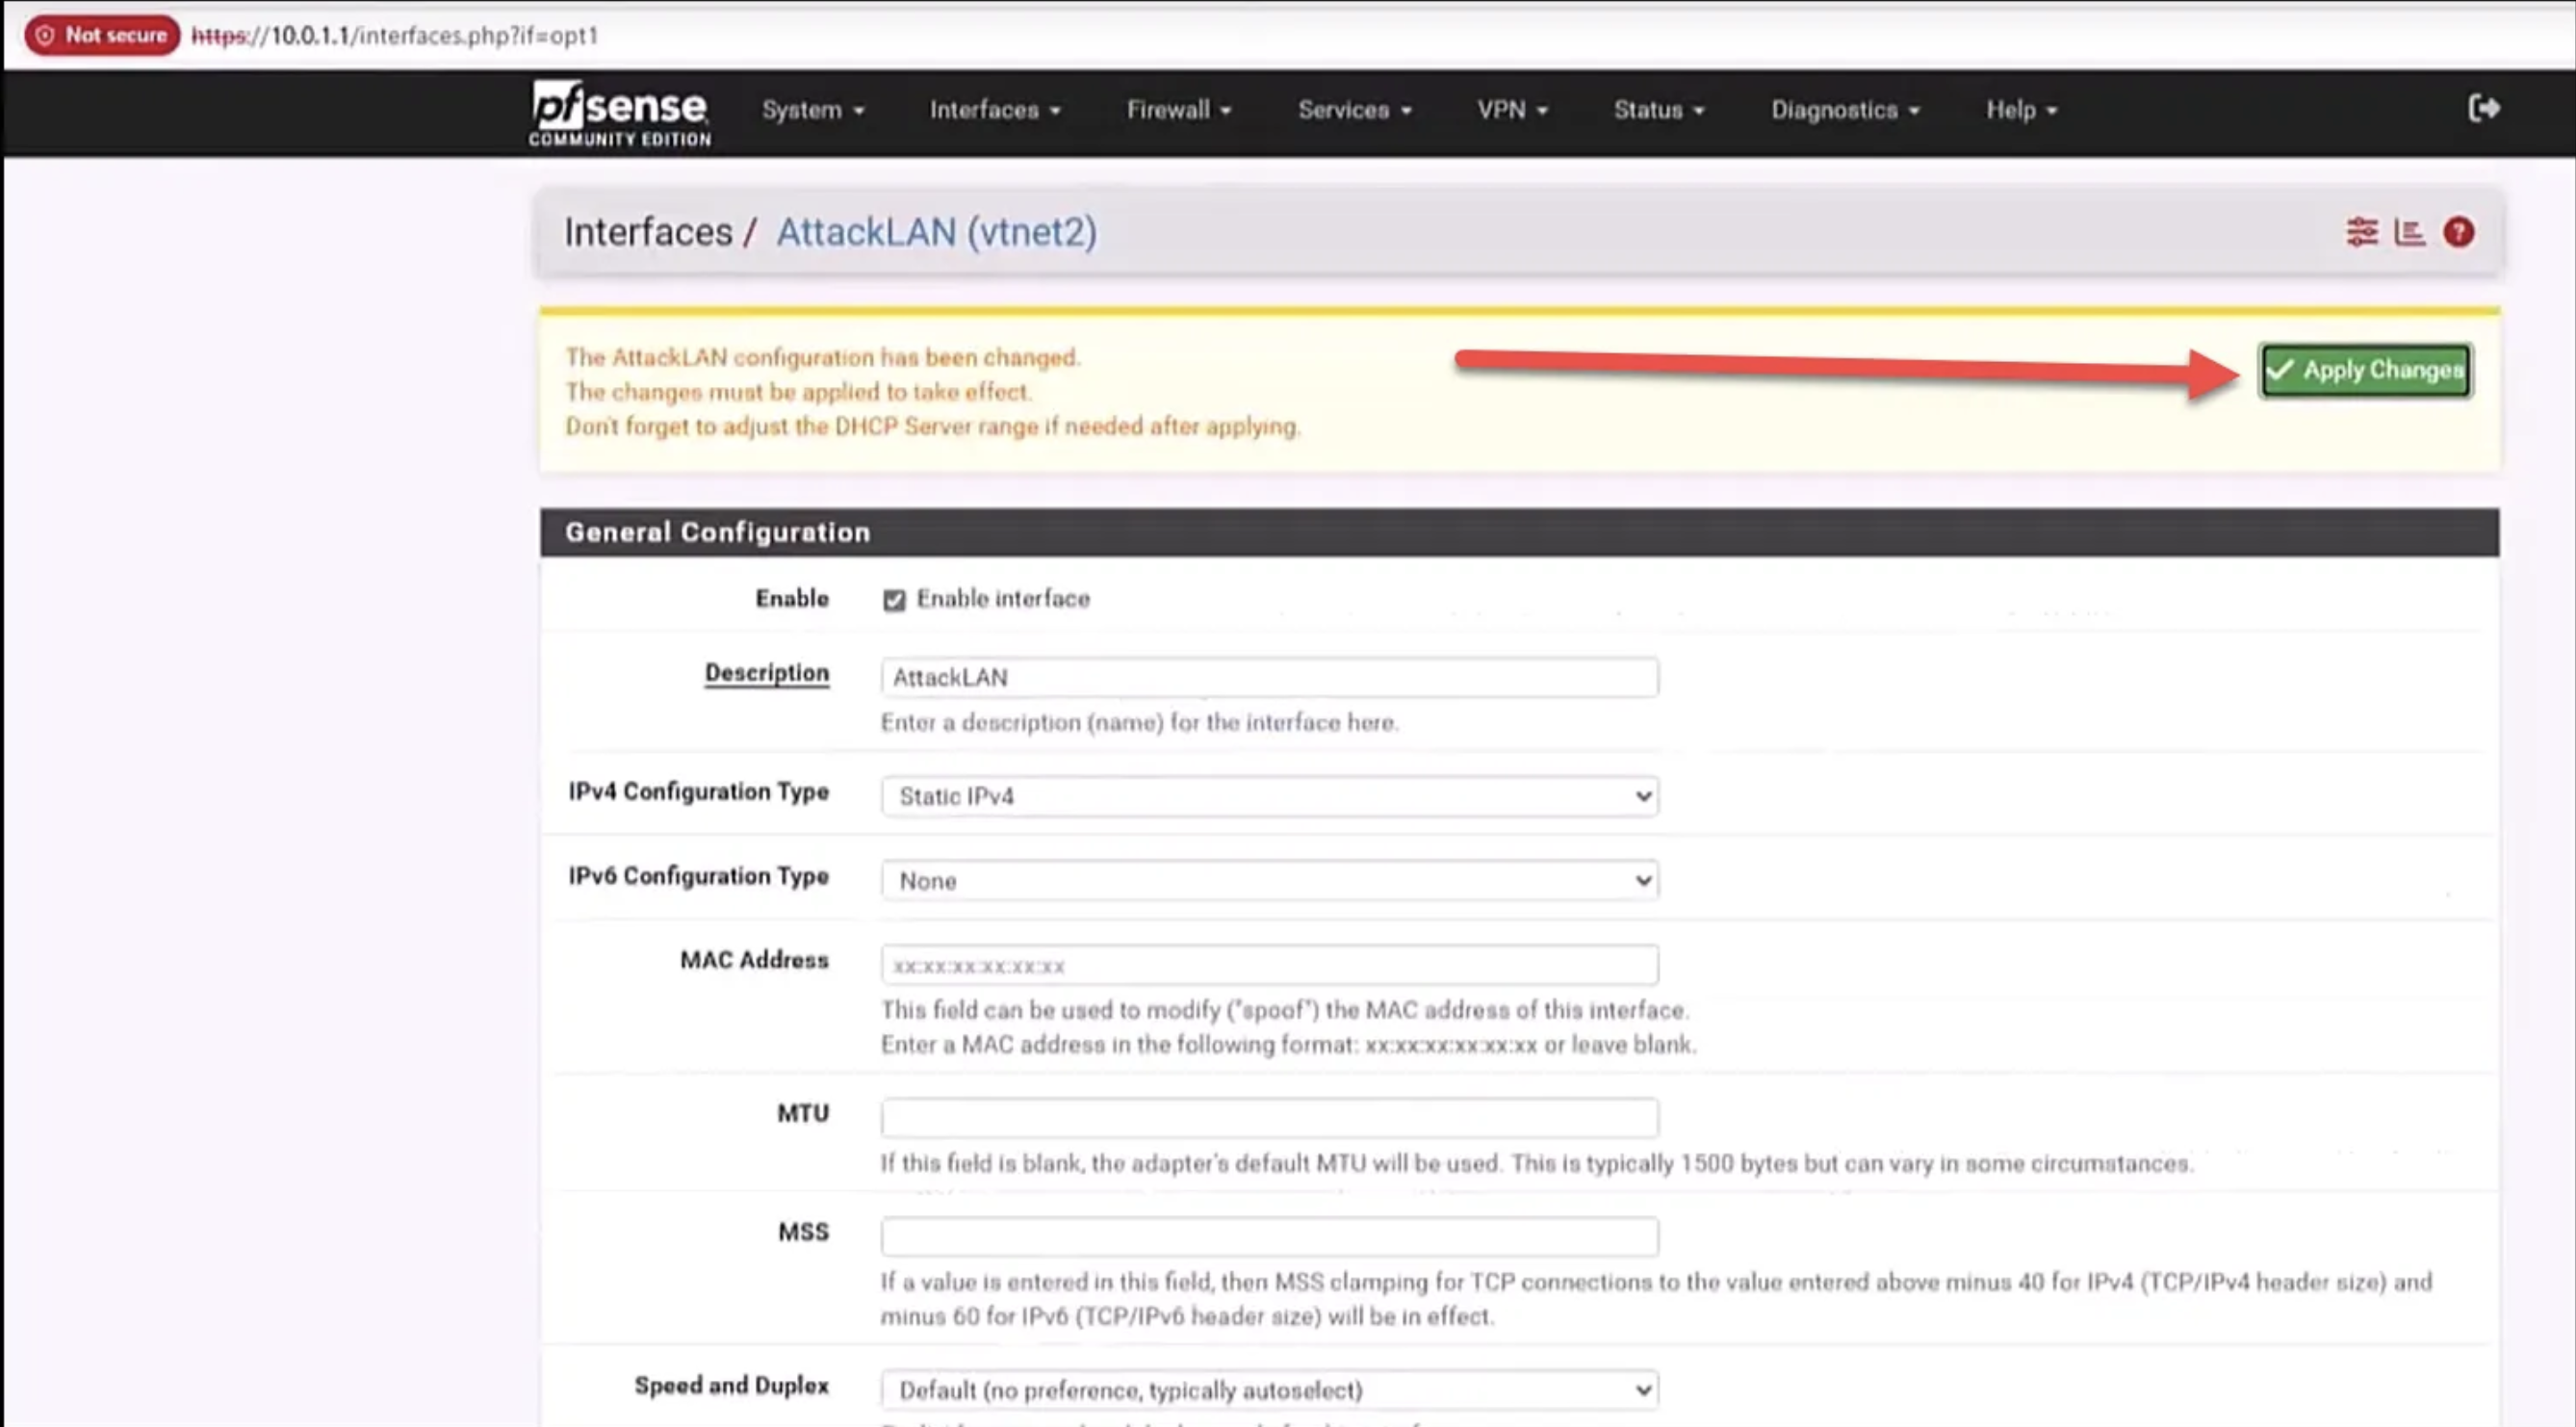 Not secure https://10.0.1.1/interfaces.php?if=opt1
pfsense System Interfaces Firewall Services VPN Status Diagnostics Help
COMMUNITY EDITION
Interfaces / AttackLAN (vtnet2)
The AttackLAN configuration has been changed.
Apply Changes
The changes must be applied to take effect.
Don't forget to adjust the DHCP Server range if needed after applying.
General Configuration
Enable Enable interface
Description AttackLAN
Enter a description (name) for the interface here.
IPv4 Configuration Type Static IPv4
IPv6 Configuration Type None
MAC Address xx:xx:xx:xx:xx:xx
This field can be used to modify ("spoof") the MAC address of this interface.
Enter a MAC address in the following format: xx:xx:xx:xx:xx:xx or leave blank.
MTU
If this field is blank, the adapter's default MTU will be used. This is typically 1500 bytes but can vary in some circumstances.
MSS
If a value is entered in this field, then MSS clamping for TCP connections to the value entered above minus 40 for IPv4 (TCP/IPv4 header size) and
minus 60 for IPv6 (TCP/IPv6 header size) will be in effect.
Speed and Duplex Default (no preference, typically autoselect)